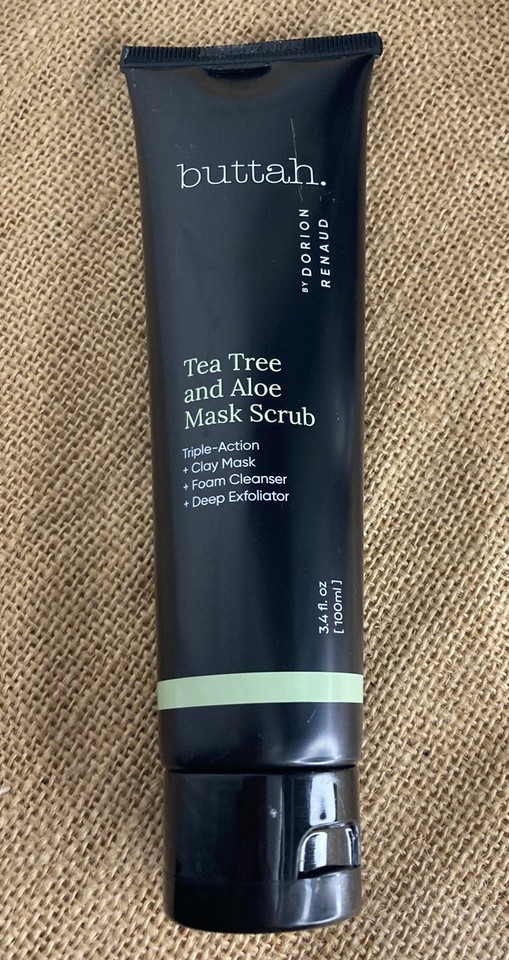 buttah.
BY DORION
RENAUD
Tea Tree
and Aloe
Mask Scrub
Triple-Action
+ Clay Mask
+ Foam Cleanser
+ Deep Exfoliator
3.4 fl. oz
[ 100ml ]